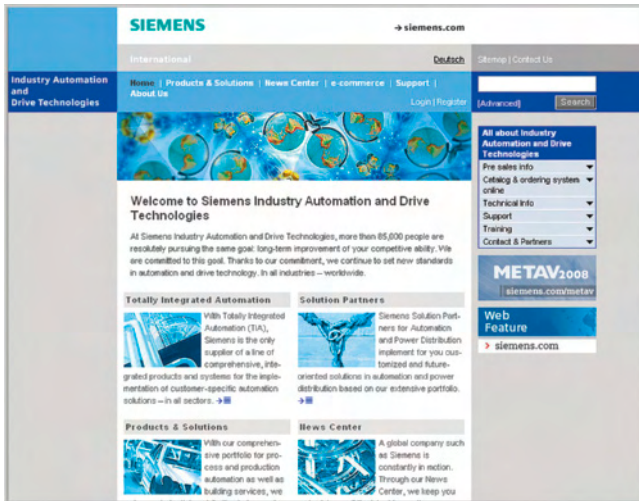 SIEMENS
→ siemens.com
International
Deutsch
Sitemap | Contact Us
Industry Automation
and
Drive Technologies
Home | Products & Solutions | News Center | e-commerce | Support |
About Us
Login | Register
[Advanced]
Search
All about Industry
Automation and Drive
Technologies
Pre sales info
Catalog & ordering system
online
Technical Info
Support
Training
Contact & Partners
METAV2008
siemens.com/metav
Web
Feature
> siemens.com
Welcome to Siemens Industry Automation and Drive
Technologies
At Siemens Industry Automation and Drive Technologies, more than 85,000 people are
resolutely pursuing the same goal: long-term improvement of your competitive ability. We
are committed to this goal. Thanks to our commitment, we continue to set new standards
in automation and drive technology. In all industries – worldwide.
Totally Integrated Automation
With Totally Integrated
Automation (TIA),
Siemens is the only
supplier of a line of
comprehensive, inte-
grated products and systems for the imple-
mentation of customer-specific automation
solutions – in all sectors. →
Solution Partners
Siemens Solution Part-
ners for Automation
and Power Distribution
implement for you cus-
tomized and future-
oriented solutions in automation and power
distribution based on our extensive portfolio.
→
Products & Solutions
With our comprehen-
sive portfolio for pro-
cess and production
automation as well as
building services, we
News Center
A global company such
as Siemens is
constantly in motion.
Through our News
Center, we keep you